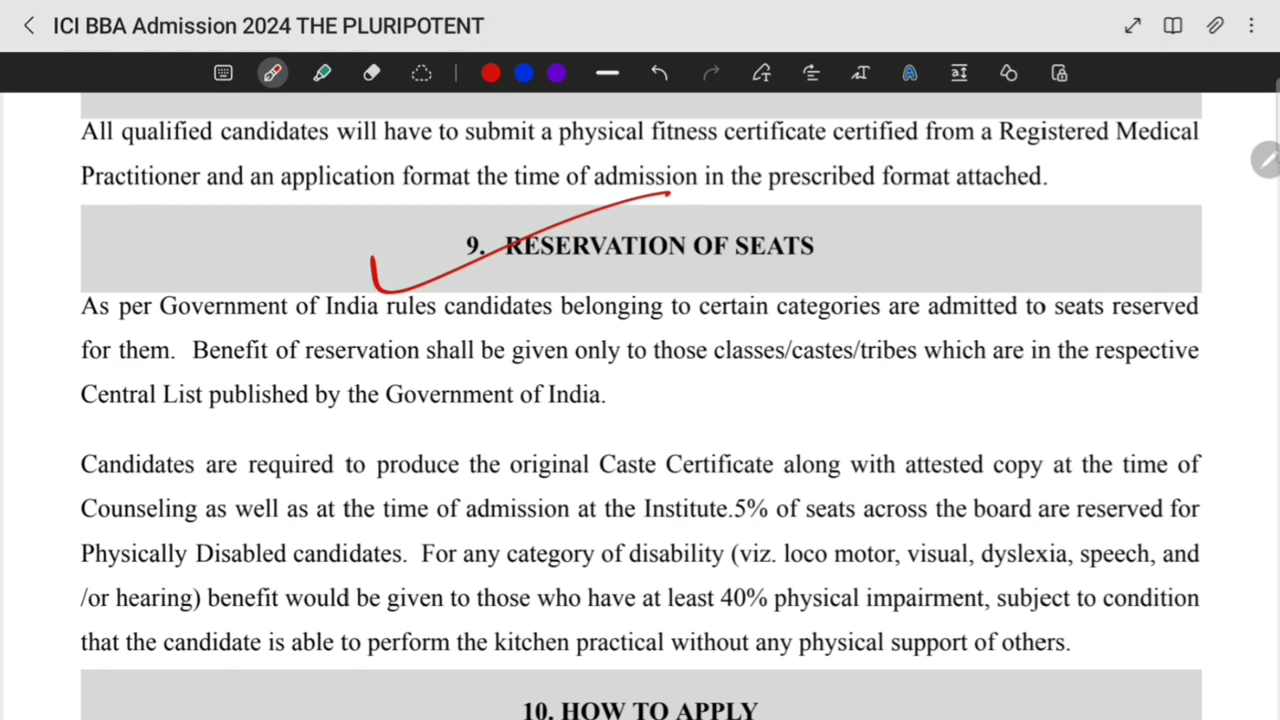 ICI BBA Admission 2024 THE PLURIPOTENT
All qualified candidates will have to submit a physical fitness certificate certified from a Registered Medical
Practitioner and an application format the time of admission in the prescribed format attached.
9. RESERVATION OF SEATS
As per Government of India rules candidates belonging to certain categories are admitted to seats reserved
for them. Benefit of reservation shall be given only to those classes/castes/tribes which are in the respective
Central List published by the Government of India.
Candidates are required to produce the original Caste Certificate along with attested copy at the time of
Counseling as well as at the time of admission at the Institute.5% of seats across the board are reserved for
Physically Disabled candidates. For any category of disability (viz. loco motor, visual, dyslexia, speech, and
/or hearing) benefit would be given to those who have at least 40% physical impairment, subject to condition
that the candidate is able to perform the kitchen practical without any physical support of others.
10. HOW TO APPLY